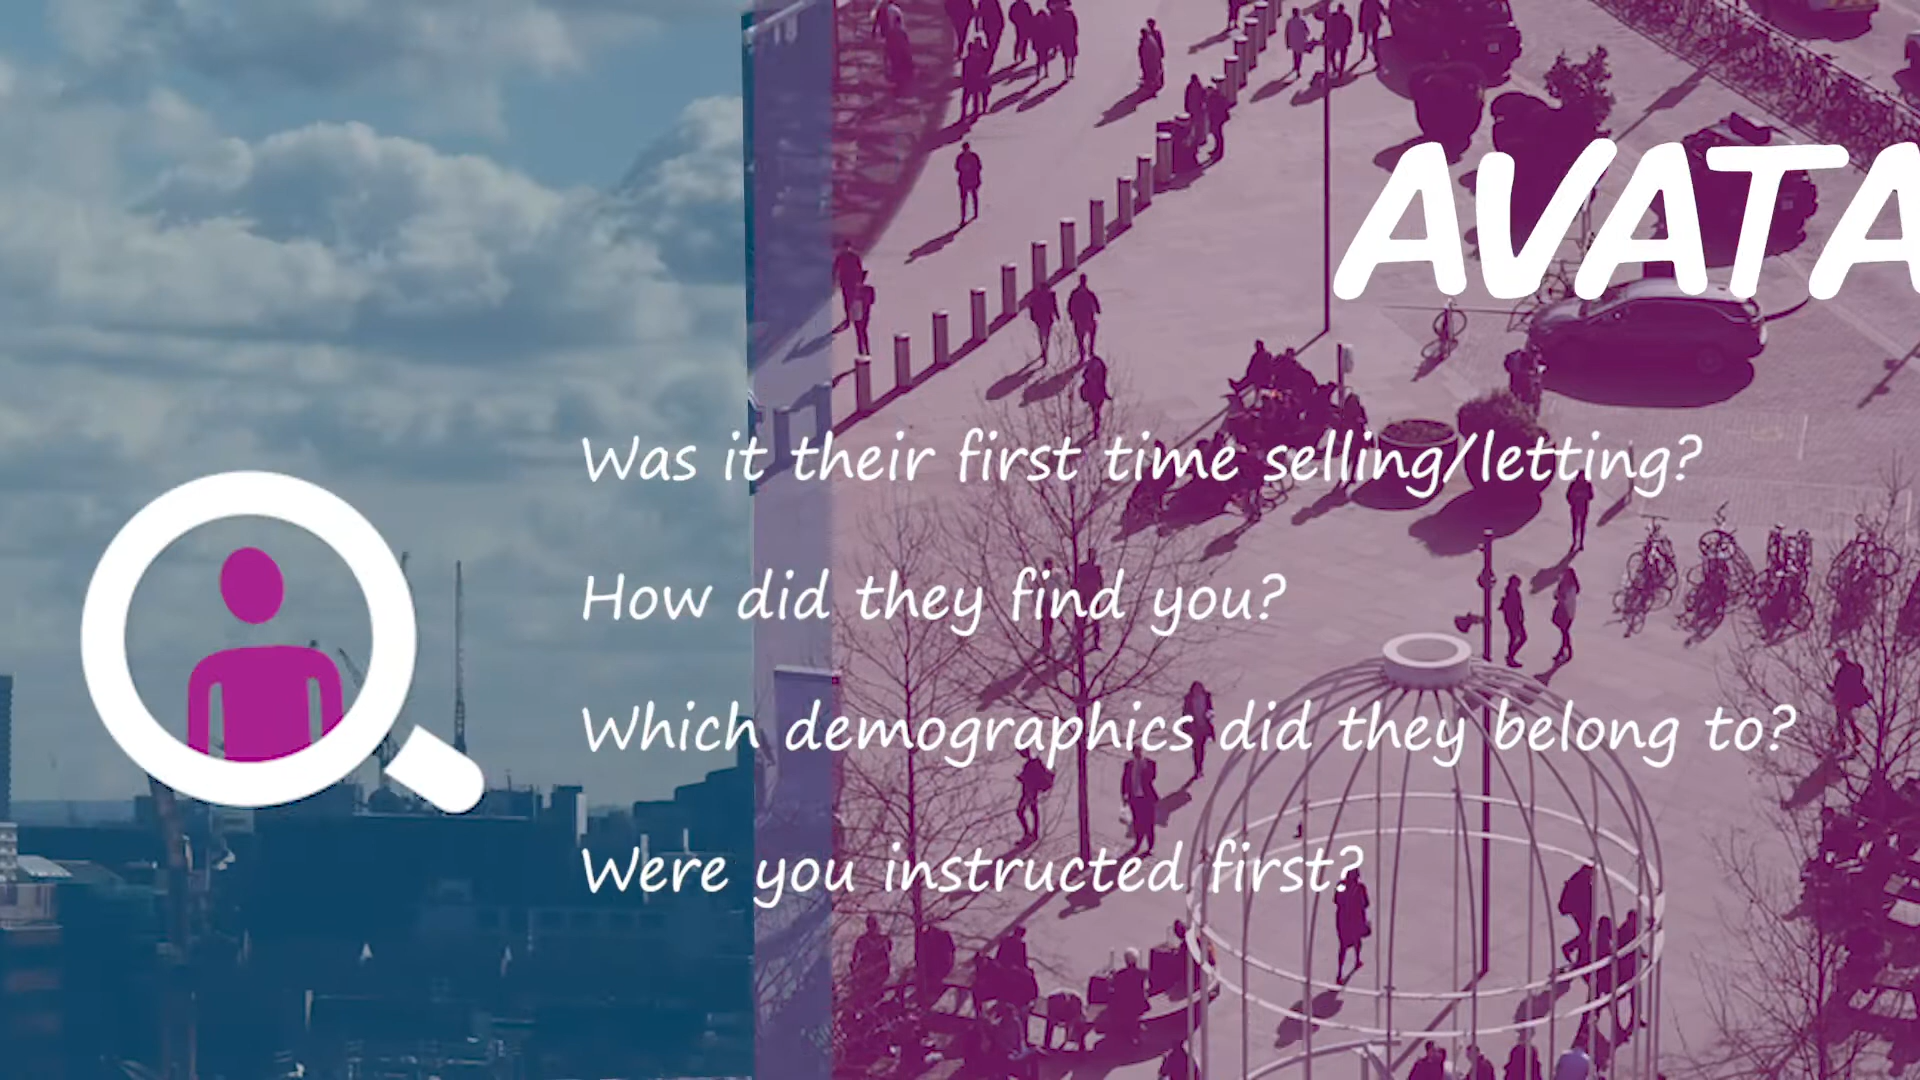 AVATA
Was it their first time selling/letting?
How did they find you?
Which demographics did they belong to?
Were you instructed first?